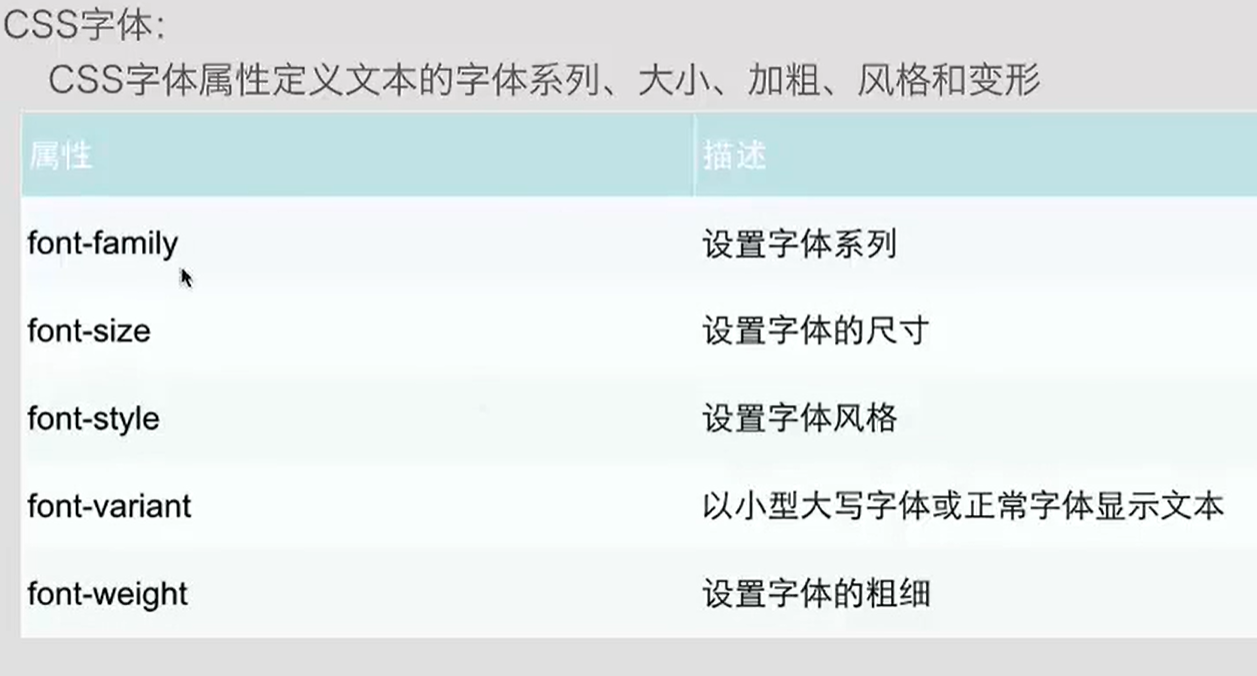 CSS字体：
CSS字体属性定义文本的字体系列、大小、加粗、风格和变形
属性 描述
font-family 设置字体系列
font-size 设置字体的尺寸
font-style 设置字体风格
font-variant 以小型大写字体或正常字体显示文本
font-weight 设置字体的粗细